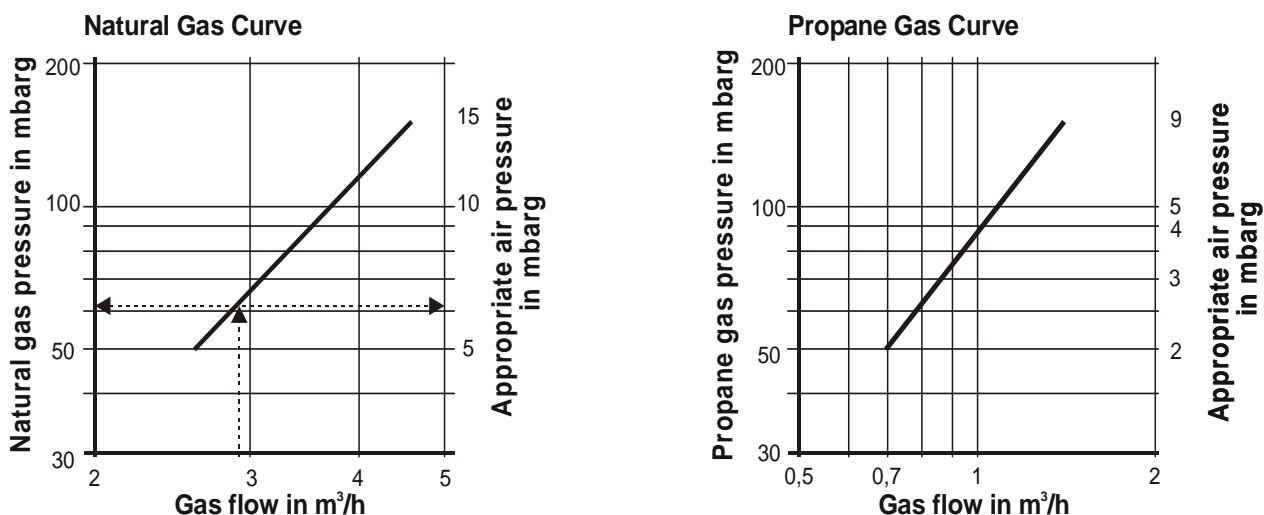 Natural Gas Curve
Natural gas pressure in mbarg
200
100
50
30
2
3
4
5
Gas flow in m³/h
15
10
5
Appropriate air pressure
in mbarg
Propane Gas Curve
Propane gas pressure in mbarg
200
100
50
30
0,5
0,7
1
2
Gas flow in m³/h
9
5
4
3
2
Appropriate air pressure
in mbarg